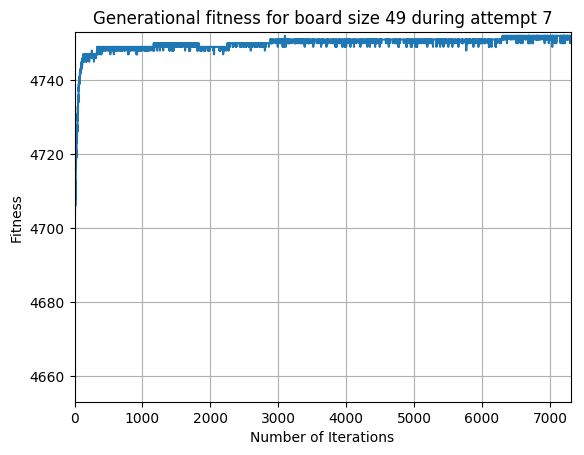 Generational fitness for board size 49 during attempt 7
4740
4720
4700
4680
4660
Fitness
0 1000 2000 3000 4000 5000 6000 7000
Number of Iterations